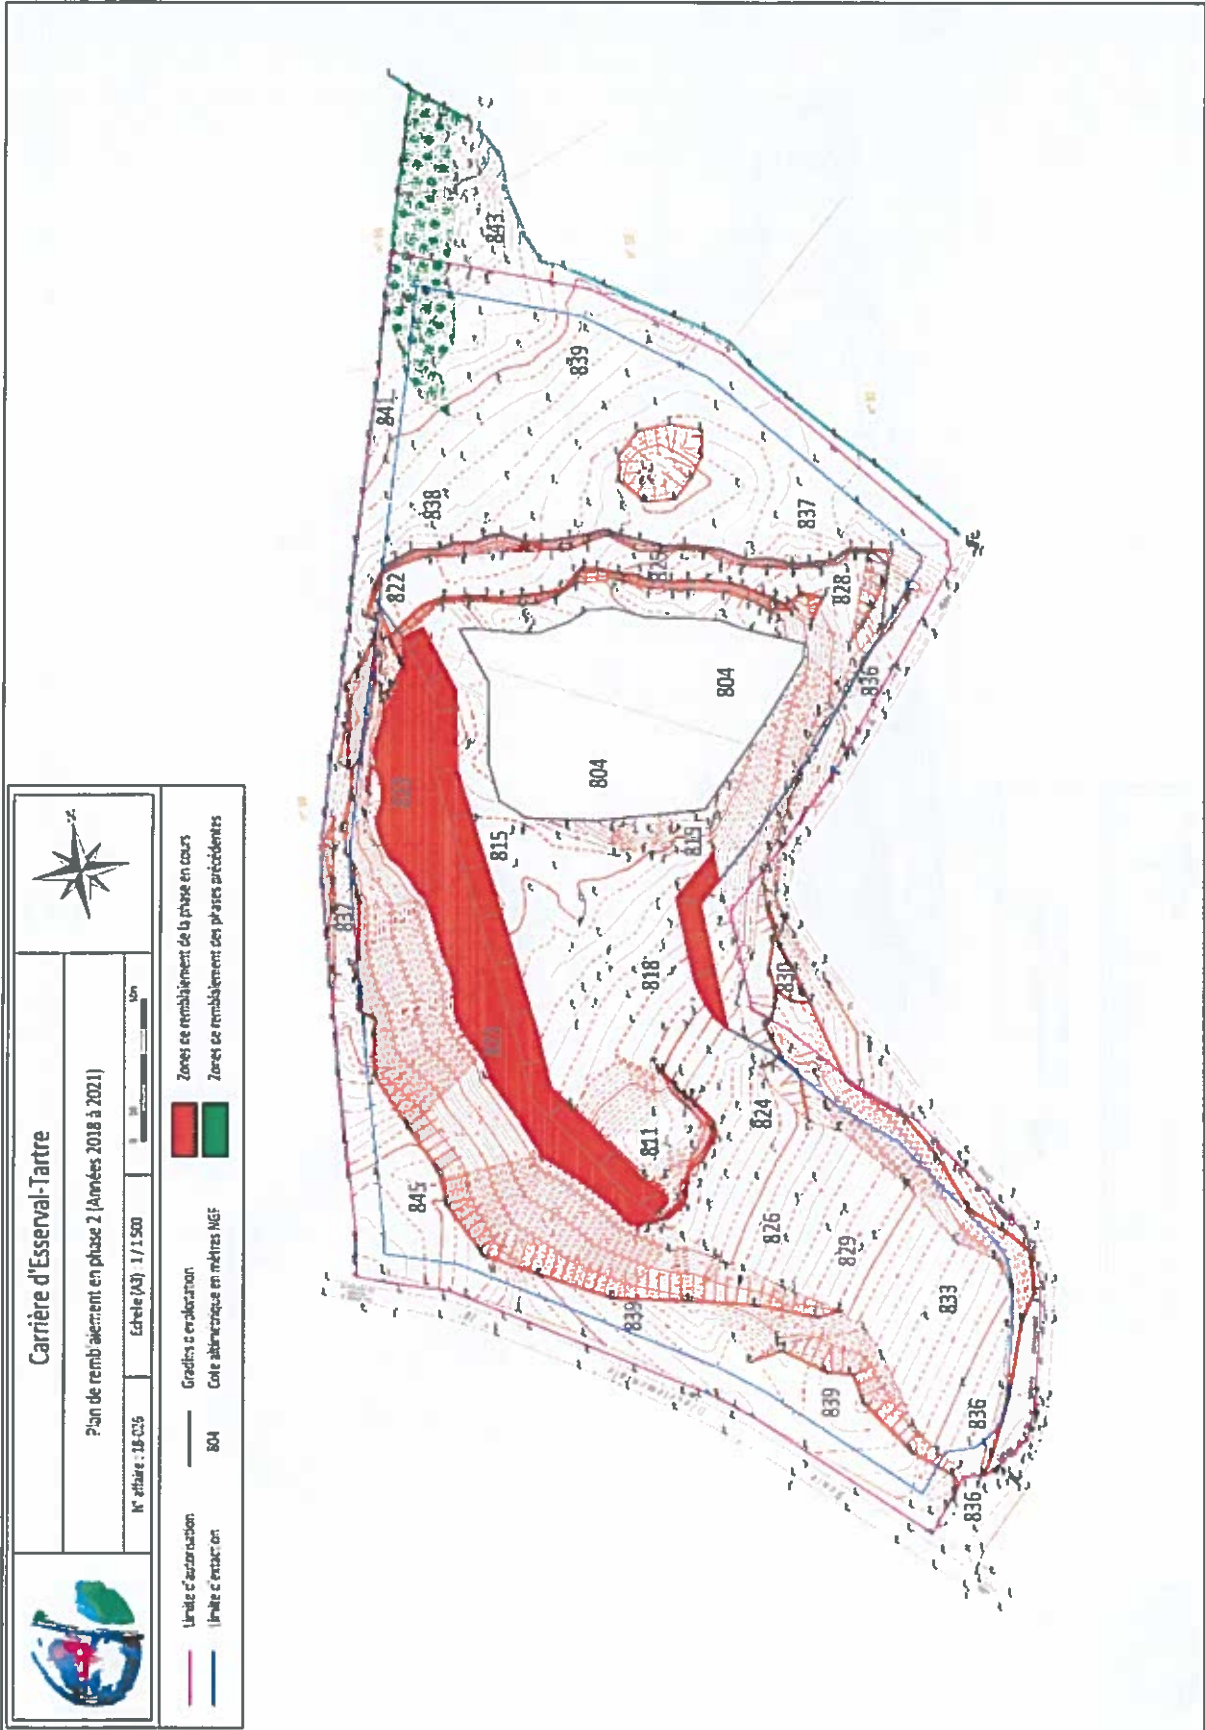 Carrière d'Esserval-Tartre
Plan de remblaiement en phase 2 (Années 2018 à 2021)
N° affaire : 18-026
Echelle (A3) : 1 / 1 500
0
50m
Limite d'autorisation
Limite d'extraction
Gradins d'exploitation
804 Cote altimétrique en mètres NGF
Zones de remblaiement de la phase en cours
Zones de remblaiement des phases précédentes
843
841
839
838
837
822
828
836
804
804
815
819
837
818
830
811
824
845
826
829
839
833
839
836
836